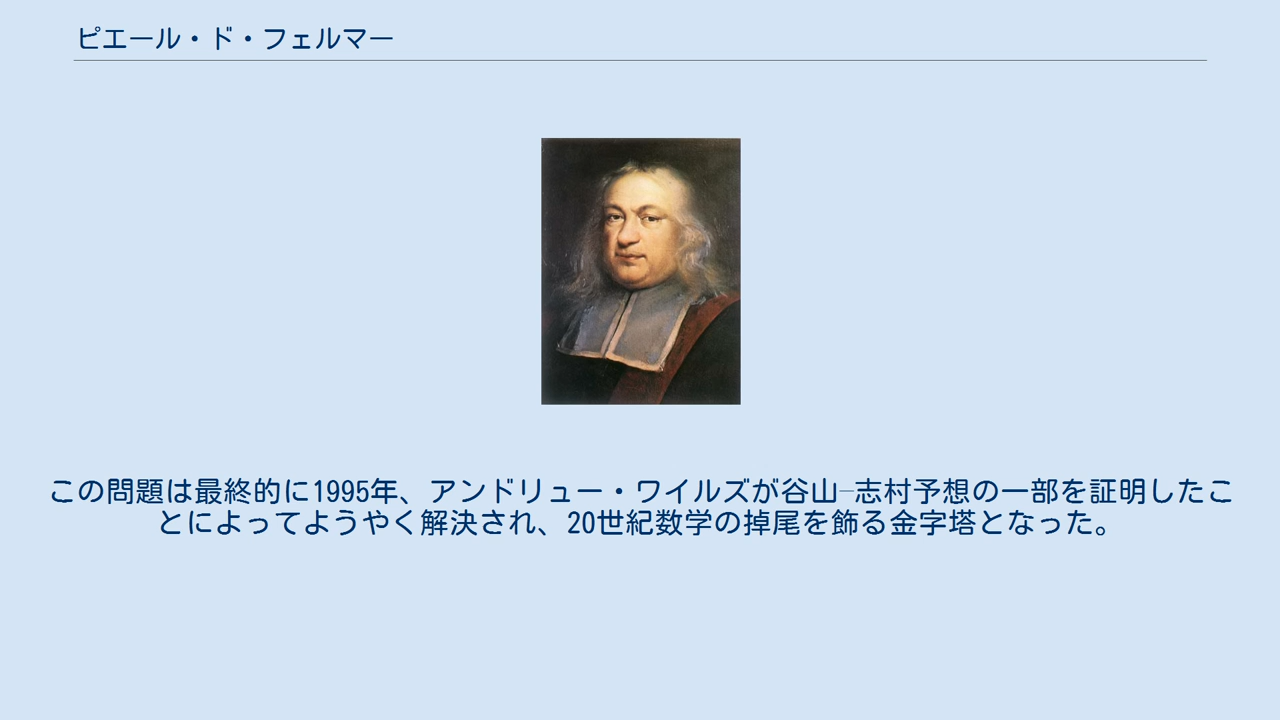 ピエール・ド・フェルマー
この問題は最終的に1995年、アンドリュー・ワイルズが谷山–志村予想の一部を証明したこ
とによってようやく解決され、20世紀数学の掉尾を飾る金字塔となった。